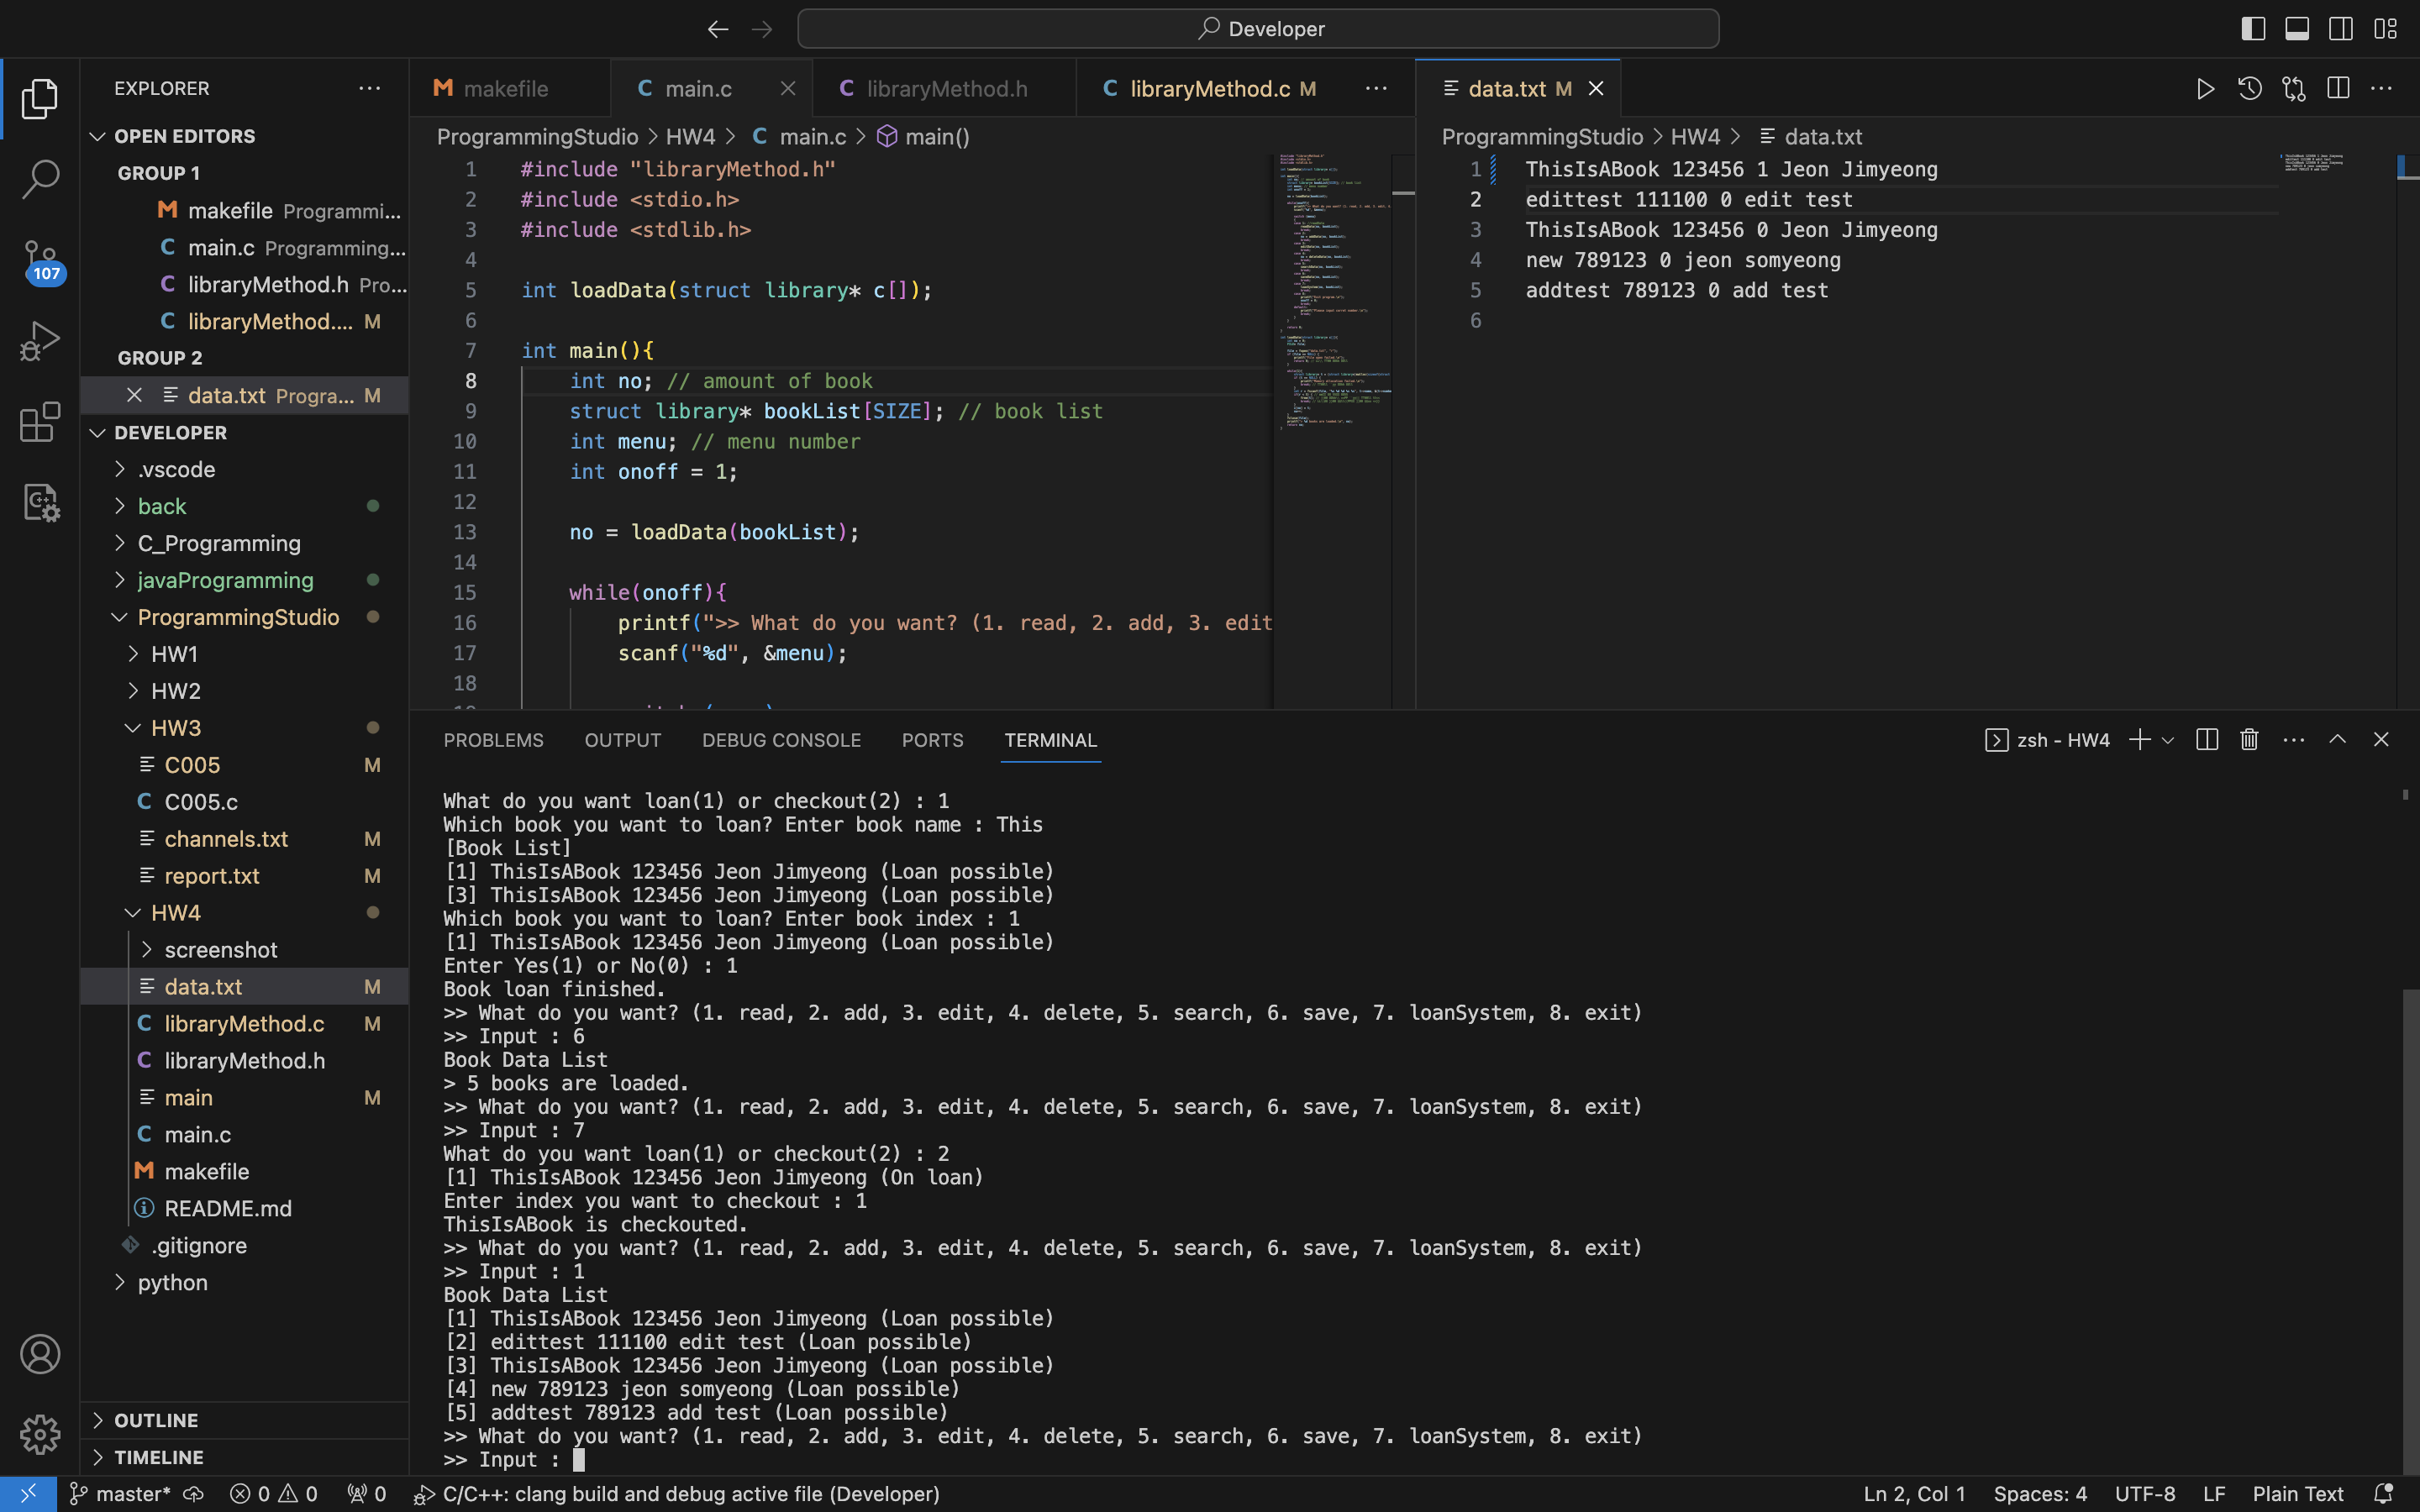 Developer
EXPLORER
OPEN EDITORS
GROUP 1
makefile Programmi...
main.c Programming...
libraryMethod.h Pro...
libraryMethod.... M
GROUP 2
data.txt Progra... M
DEVELOPER
.vscode
back
C_Programming
javaProgramming
ProgrammingStudio
HW1
HW2
HW3
C005 M
C005.c
channels.txt M
report.txt M
HW4
screenshot
data.txt M
libraryMethod.c M
libraryMethod.h
main M
main.c
makefile
README.md
.gitignore
python
OUTLINE
TIMELINE
107
makefile
main.c
libraryMethod.h
libraryMethod.c M
ProgrammingStudio > HW4 > main.c > main()
1 #include "libraryMethod.h"
2 #include <stdio.h>
3 #include <stdlib.h>
4
5 int loadData(struct library* c[]);
6
7 int main(){
8 int no; // amount of book
9 struct library* bookList[SIZE]; // book list
10 int menu; // menu number
11 int onoff = 1;
12
13 no = loadData(bookList);
14
15 while(onoff){
16 printf(">> What do you want? (1. read, 2. add, 3. edit
17 scanf("%d", &menu);
18
data.txt M
ProgrammingStudio > HW4 > data.txt
1 ThisIsABook 123456 1 Jeon Jimyeong
2 edittest 111100 0 edit test
3 ThisIsABook 123456 0 Jeon Jimyeong
4 new 789123 0 jeon somyeong
5 addtest 789123 0 add test
6
PROBLEMS OUTPUT DEBUG CONSOLE PORTS TERMINAL
zsh - HW4
What do you want loan(1) or checkout(2) : 1
Which book you want to loan? Enter book name : This
[Book List]
[1] ThisIsABook 123456 Jeon Jimyeong (Loan possible)
[3] ThisIsABook 123456 Jeon Jimyeong (Loan possible)
Which book you want to loan? Enter book index : 1
[1] ThisIsABook 123456 Jeon Jimyeong (Loan possible)
Enter Yes(1) or No(0) : 1
Book loan finished.
>> What do you want? (1. read, 2. add, 3. edit, 4. delete, 5. search, 6. save, 7. loanSystem, 8. exit)
>> Input : 6
Book Data List
> 5 books are loaded.
>> What do you want? (1. read, 2. add, 3. edit, 4. delete, 5. search, 6. save, 7. loanSystem, 8. exit)
>> Input : 7
What do you want loan(1) or checkout(2) : 2
[1] ThisIsABook 123456 Jeon Jimyeong (On loan)
Enter index you want to checkout : 1
ThisIsABook is checkouted.
>> What do you want? (1. read, 2. add, 3. edit, 4. delete, 5. search, 6. save, 7. loanSystem, 8. exit)
>> Input : 1
Book Data List
[1] ThisIsABook 123456 Jeon Jimyeong (Loan possible)
[2] edittest 111100 edit test (Loan possible)
[3] ThisIsABook 123456 Jeon Jimyeong (Loan possible)
[4] new 789123 jeon somyeong (Loan possible)
[5] addtest 789123 add test (Loan possible)
>> What do you want? (1. read, 2. add, 3. edit, 4. delete, 5. search, 6. save, 7. loanSystem, 8. exit)
>> Input :
master* 0 0 0 C/C++: clang build and debug active file (Developer)
Ln 2, Col 1 Spaces: 4 UTF-8 LF Plain Text